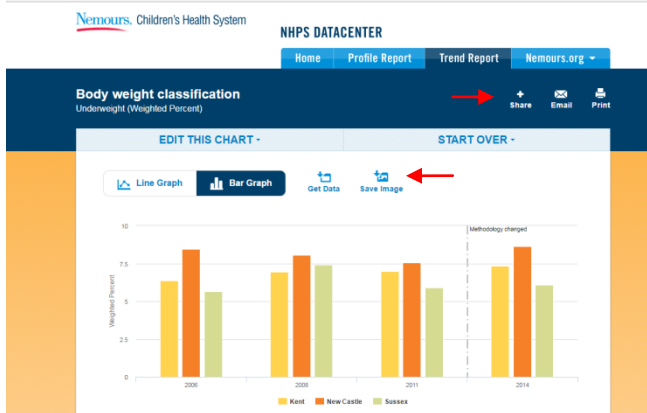 Nemours. Children's Health System
NHPS DATACENTER
Home Profile Report Trend Report Nemours.org
Body weight classification
Underweight (Weighted Percent)
Share Email Print
EDIT THIS CHART
START OVER
Line Graph Bar Graph Get Data Save Image
10
Methodology changed
7.5
Weighted Percent
5
2.5
0
2006 2008 2011 2014
Kent New Castle Sussex